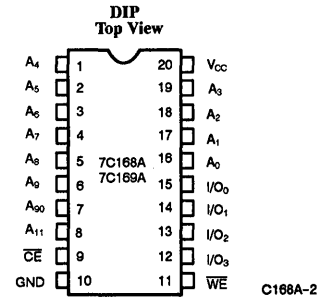 DIP
Top View
A4 1 20 VCC
A5 2 19 A3
A6 3 18 A2
A7 4 17 A1
A8 5 7C168A 16 A0
A9 6 7C169A 15 I/O0
A90 7 14 I/O1
A11 8 13 I/O2
CE 9 12 I/O3
GND 10 11 WE
C168A-2